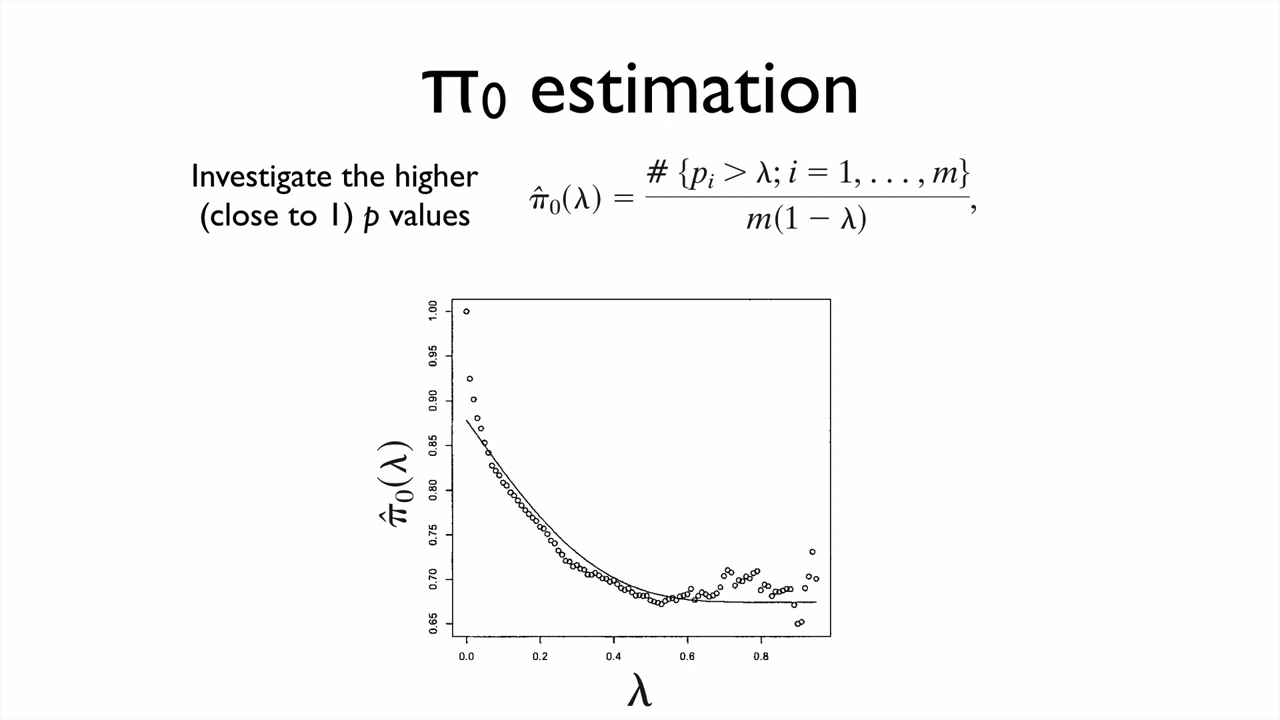 π₀ estimation
Investigate the higher
(close to 1) p values
π̂₀(λ) = # {pᵢ > λ; i = 1, . . . , m} / m(1 − λ) ,
1.00
0.95
0.90
0.85
0.80
0.75
0.70
0.65
π̂₀(λ)
0.0 0.2 0.4 0.6 0.8
λ